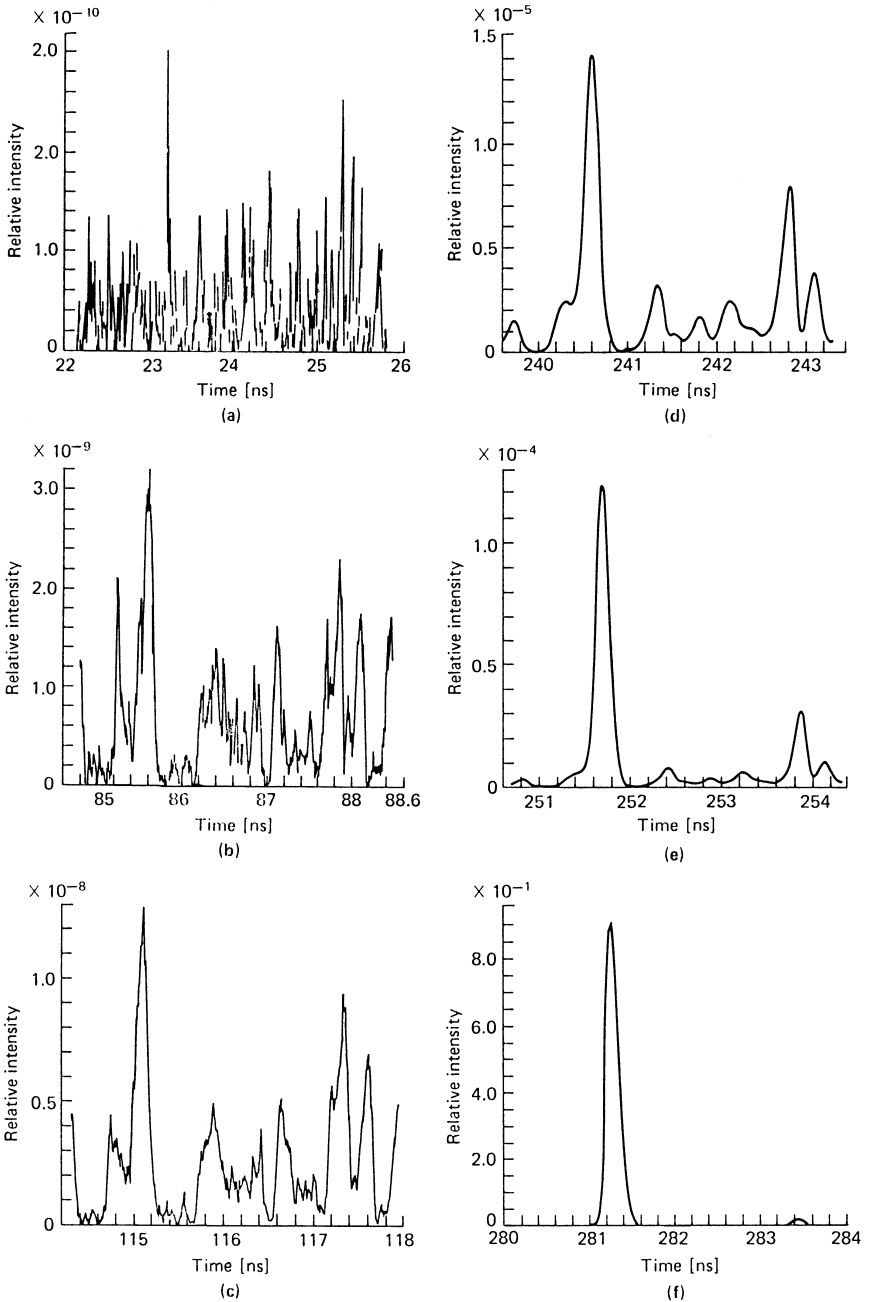 × 10⁻¹⁰
2.0
2.0
1.0
0
Relative intensity
22 23 24 25 26
Time [ns]
(a)
× 10⁻⁹
3.0
2.0
1.0
0
Relative intensity
85 86 87 88 88.6
Time [ns]
(b)
× 10⁻⁸
1.0
0.5
0
Relative intensity
115 116 117 118
Time [ns]
(c)
× 10⁻⁵
1.5
1.0
0.5
0
Relative intensity
240 241 242 243
Time [ns]
(d)
× 10⁻⁴
1.0
0.5
0
Relative intensity
251 252 253 254
Time [ns]
(e)
× 10⁻¹
8.0
6.0
4.0
2.0
0
Relative intensity
280 281 282 283 284
Time [ns]
(f)